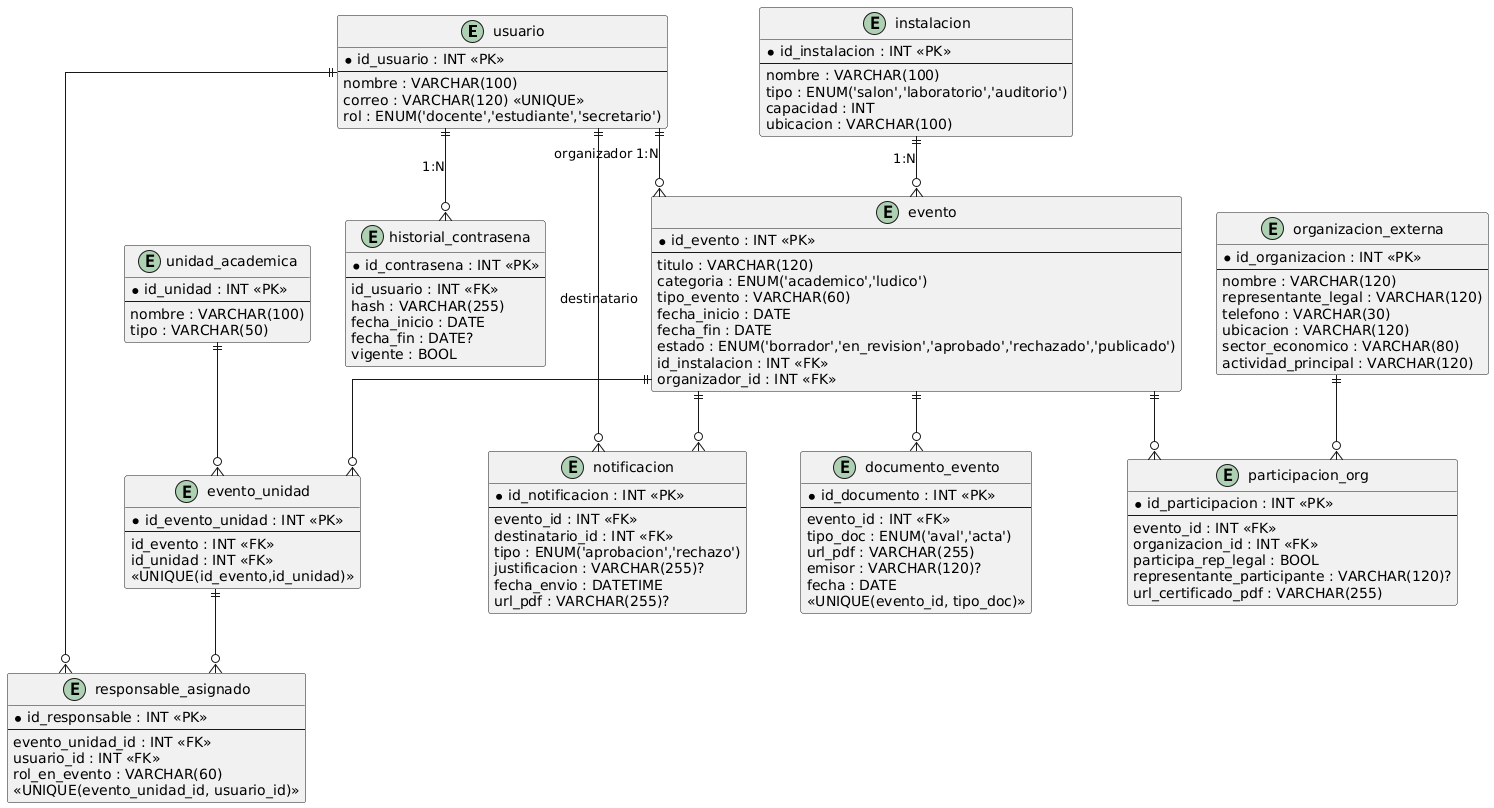 E usuario
* id_usuario : INT «PK»
nombre : VARCHAR(100)
correo : VARCHAR(120) «UNIQUE»
rol : ENUM('docente','estudiante','secretario')
E instalacion
* id_instalacion : INT «PK»
nombre : VARCHAR(100)
tipo : ENUM('salon','laboratorio','auditorio')
capacidad : INT
ubicacion : VARCHAR(100)
1:N
organizador 1:N
1:N
destinatario
E unidad_academica
* id_unidad : INT «PK»
nombre : VARCHAR(100)
tipo : VARCHAR(50)
E historial_contrasena
* id_contrasena : INT «PK»
id_usuario : INT «FK»
hash : VARCHAR(255)
fecha_inicio : DATE
fecha_fin : DATE?
vigente : BOOL
E evento
* id_evento : INT «PK»
titulo : VARCHAR(120)
categoria : ENUM('academico','ludico')
tipo_evento : VARCHAR(60)
fecha_inicio : DATE
fecha_fin : DATE
estado : ENUM('borrador','en_revision','aprobado','rechazado','publicado')
id_instalacion : INT «FK»
organizador_id : INT «FK»
E organizacion_externa
* id_organizacion : INT «PK»
nombre : VARCHAR(120)
representante_legal : VARCHAR(120)
telefono : VARCHAR(30)
ubicacion : VARCHAR(120)
sector_economico : VARCHAR(80)
actividad_principal : VARCHAR(120)
E evento_unidad
* id_evento_unidad : INT «PK»
id_evento : INT «FK»
id_unidad : INT «FK»
«UNIQUE(id_evento,id_unidad)»
E notificacion
* id_notificacion : INT «PK»
evento_id : INT «FK»
destinatario_id : INT «FK»
tipo : ENUM('aprobacion','rechazo')
justificacion : VARCHAR(255)?
fecha_envio : DATETIME
url_pdf : VARCHAR(255)?
E documento_evento
* id_documento : INT «PK»
evento_id : INT «FK»
tipo_doc : ENUM('aval','acta')
url_pdf : VARCHAR(255)
emisor : VARCHAR(120)?
fecha : DATE
«UNIQUE(evento_id, tipo_doc)»
E participacion_org
* id_participacion : INT «PK»
evento_id : INT «FK»
organizacion_id : INT «FK»
participa_rep_legal : BOOL
representante_participante : VARCHAR(120)?
url_certificado_pdf : VARCHAR(255)
E responsable_asignado
* id_responsable : INT «PK»
evento_unidad_id : INT «FK»
usuario_id : INT «FK»
rol_en_evento : VARCHAR(60)
«UNIQUE(evento_unidad_id, usuario_id)»